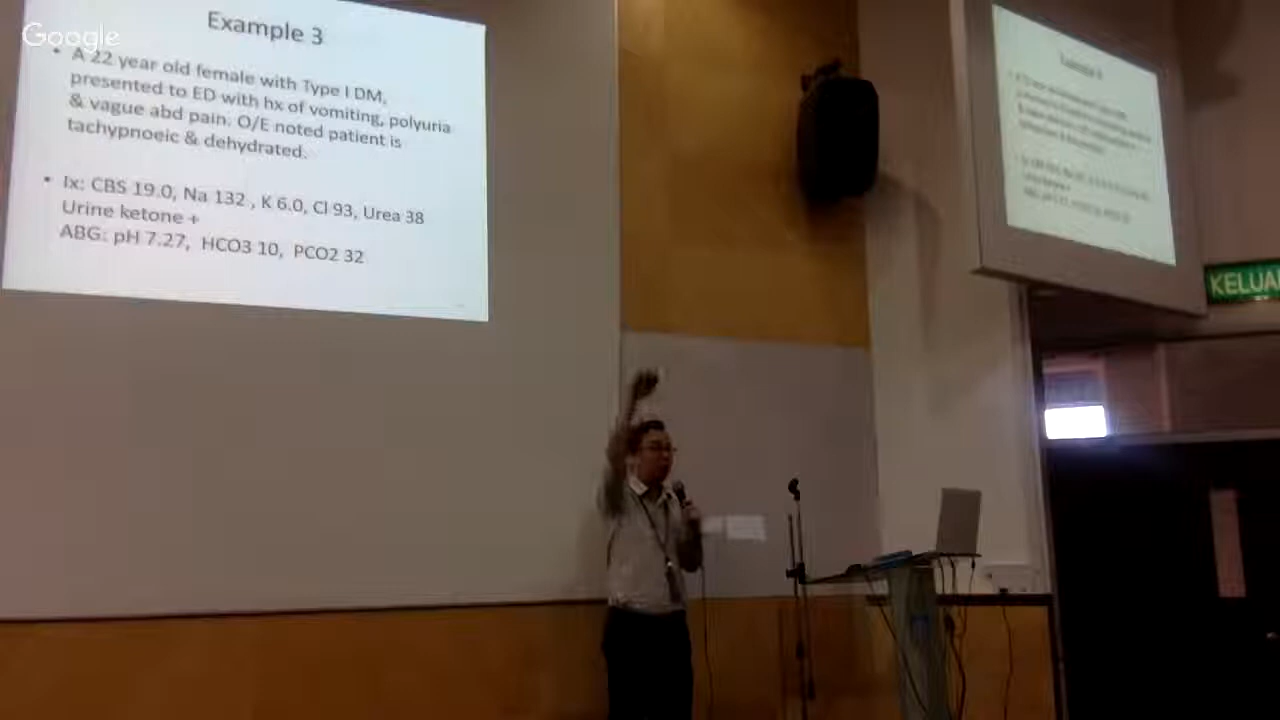 Google
Example 3
• A 22 year old female with Type I DM,
presented to ED with hx of vomiting, polyuria
& vague abd pain. O/E noted patient is
tachypnoeic & dehydrated.
• Ix: CBS 19.0, Na 132 , K 6.0, Cl 93, Urea 38
Urine ketone +
ABG: pH 7.27, HCO3 10, PCO2 32
KELUA